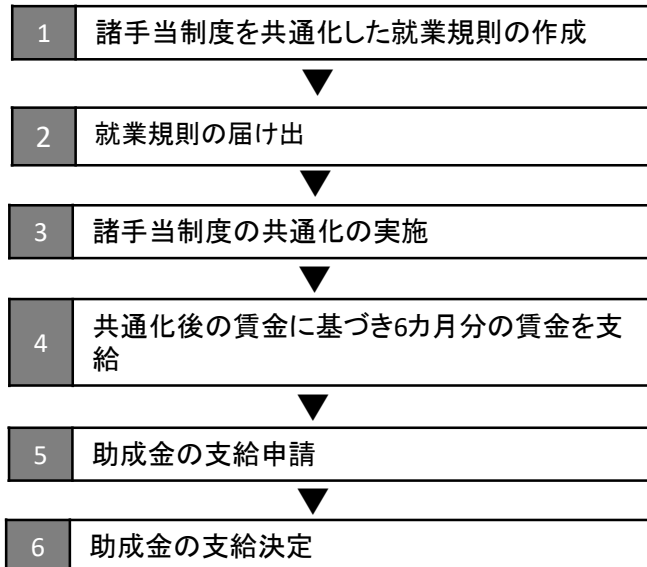 1 諸手当制度を共通化した就業規則の作成
2 就業規則の届け出
3 諸手当制度の共通化の実施
4 共通化後の賃金に基づき6カ月分の賃金を支
給
5 助成金の支給申請
6 助成金の支給決定